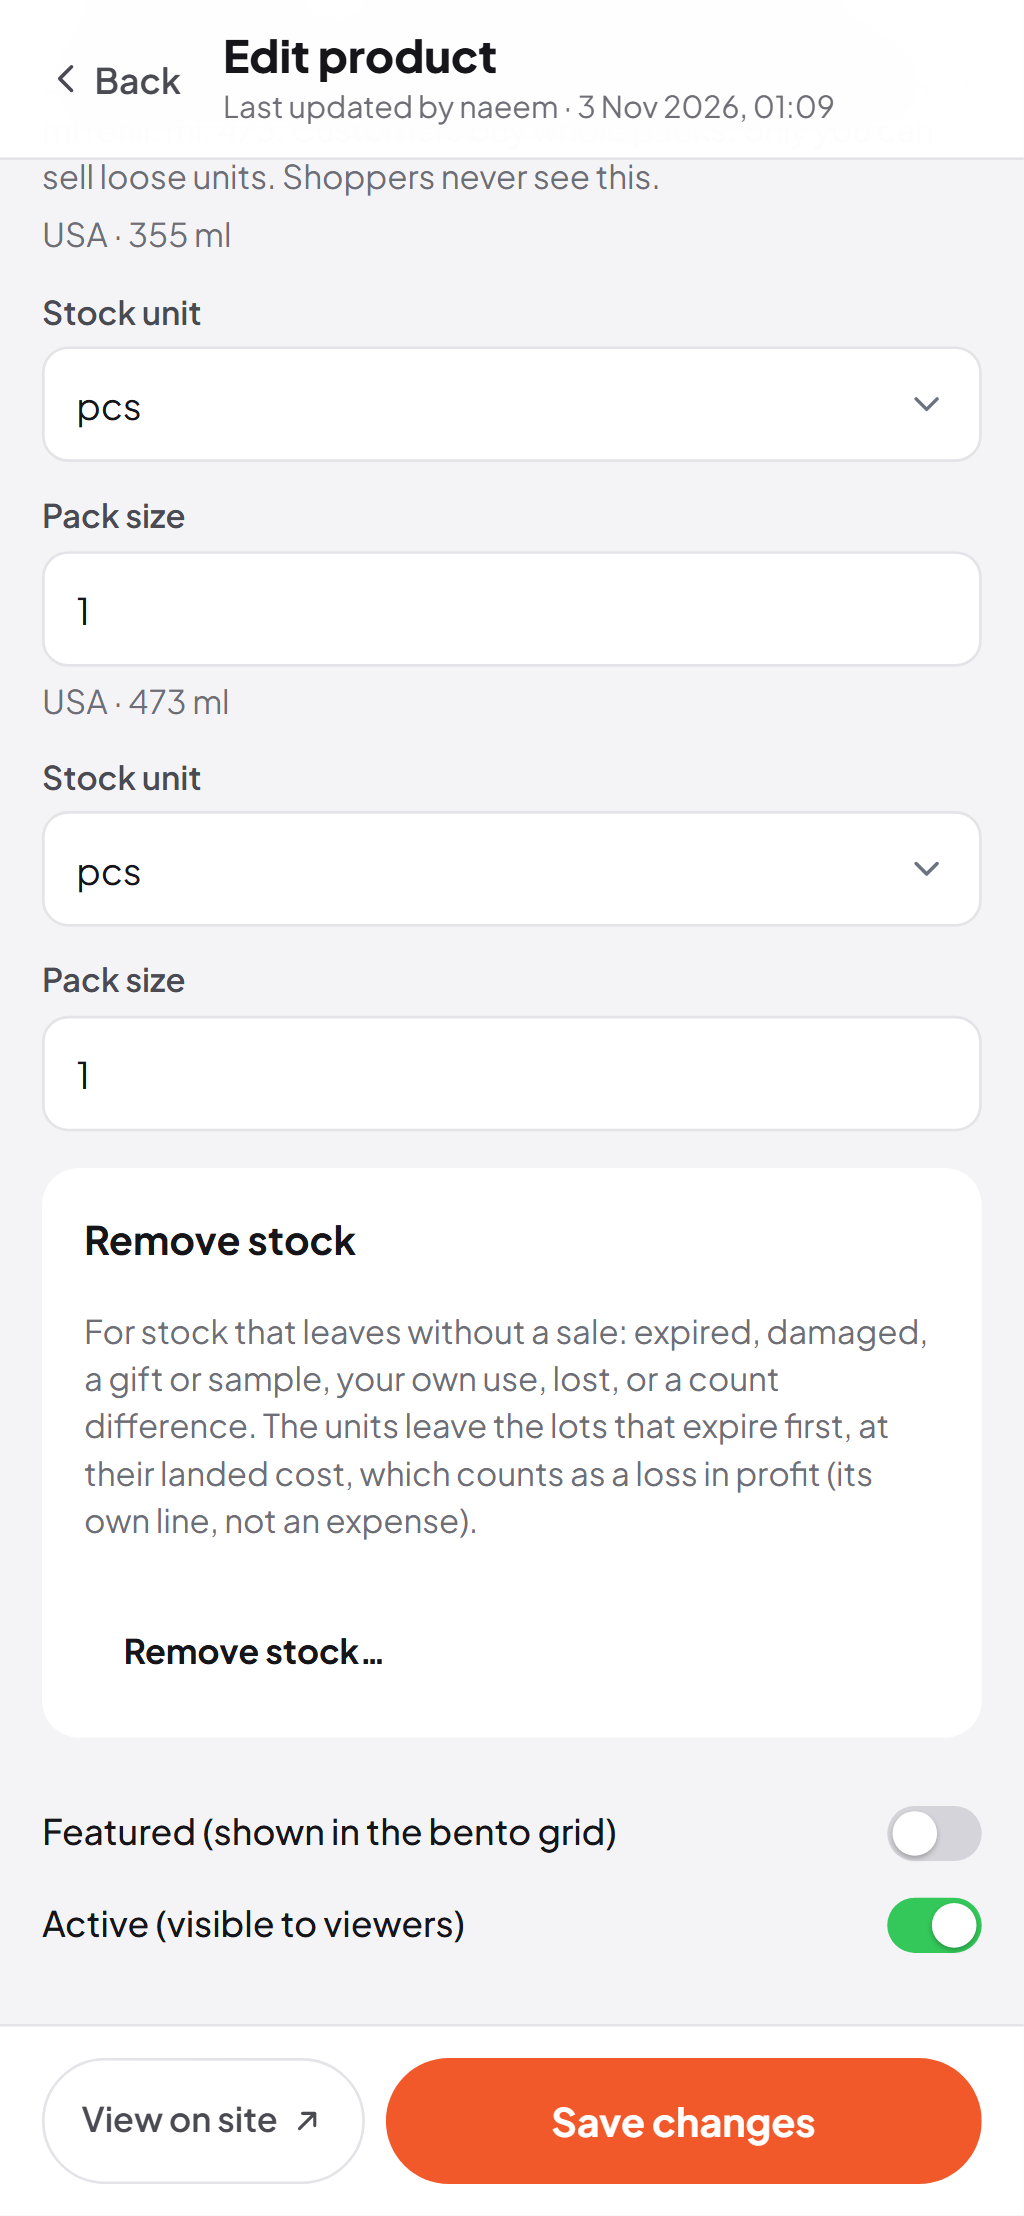 Back
Edit product
Last updated by naeem · 3 Nov 2026, 01:09
sell loose units. Shoppers never see this.
USA · 355 ml
Stock unit
pcs
Pack size
1
USA · 473 ml
Stock unit
pcs
Pack size
1
Remove stock
For stock that leaves without a sale: expired, damaged,
a gift or sample, your own use, lost, or a count
difference. The units leave the lots that expire first, at
their landed cost, which counts as a loss in profit (its
own line, not an expense).
Remove stock…
Featured (shown in the bento grid)
Active (visible to viewers)
View on site ↗
Save changes